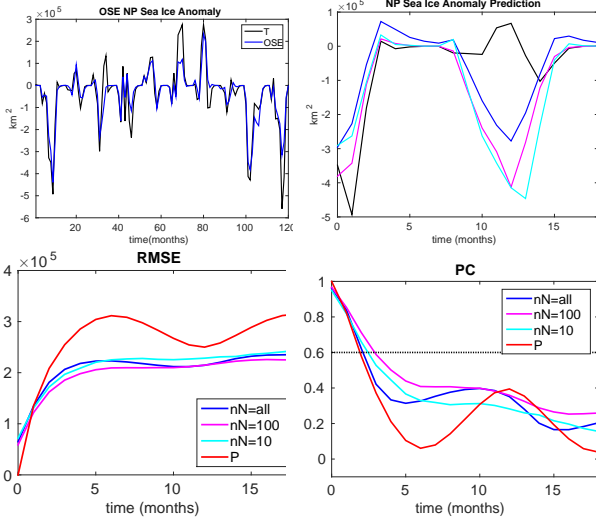 OSE NP Sea Ice Anomaly
×10^5
3
2
1
0
-1
-2
-3
-4
-5
-6
km^2
T
OSE
20
40
60
80
100
120
time(months)
NP Sea Ice Anomaly Prediction
×10^5
1
0
-1
-2
-3
-4
-5
km^2
0
5
10
15
time (months)
RMSE
×10^5
4
3
2
1
0
nN=all
nN=100
nN=10
P
0
5
10
15
time (months)
PC
1
0.8
0.6
0.4
0.2
0
nN=all
nN=100
nN=10
P
0
5
10
15
time (months)